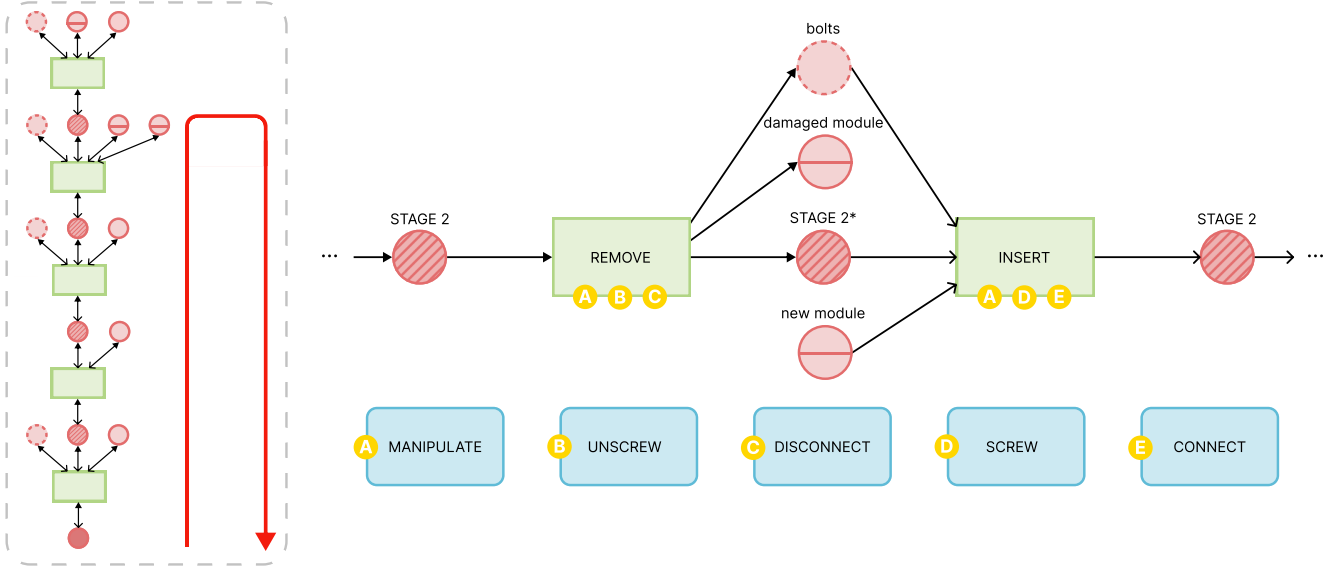 bolts
damaged module
STAGE 2
STAGE 2*
STAGE 2
...
REMOVE
INSERT
...
A B C
A D E
new module
A MANIPULATE
B UNSCREW
C DISCONNECT
D SCREW
E CONNECT